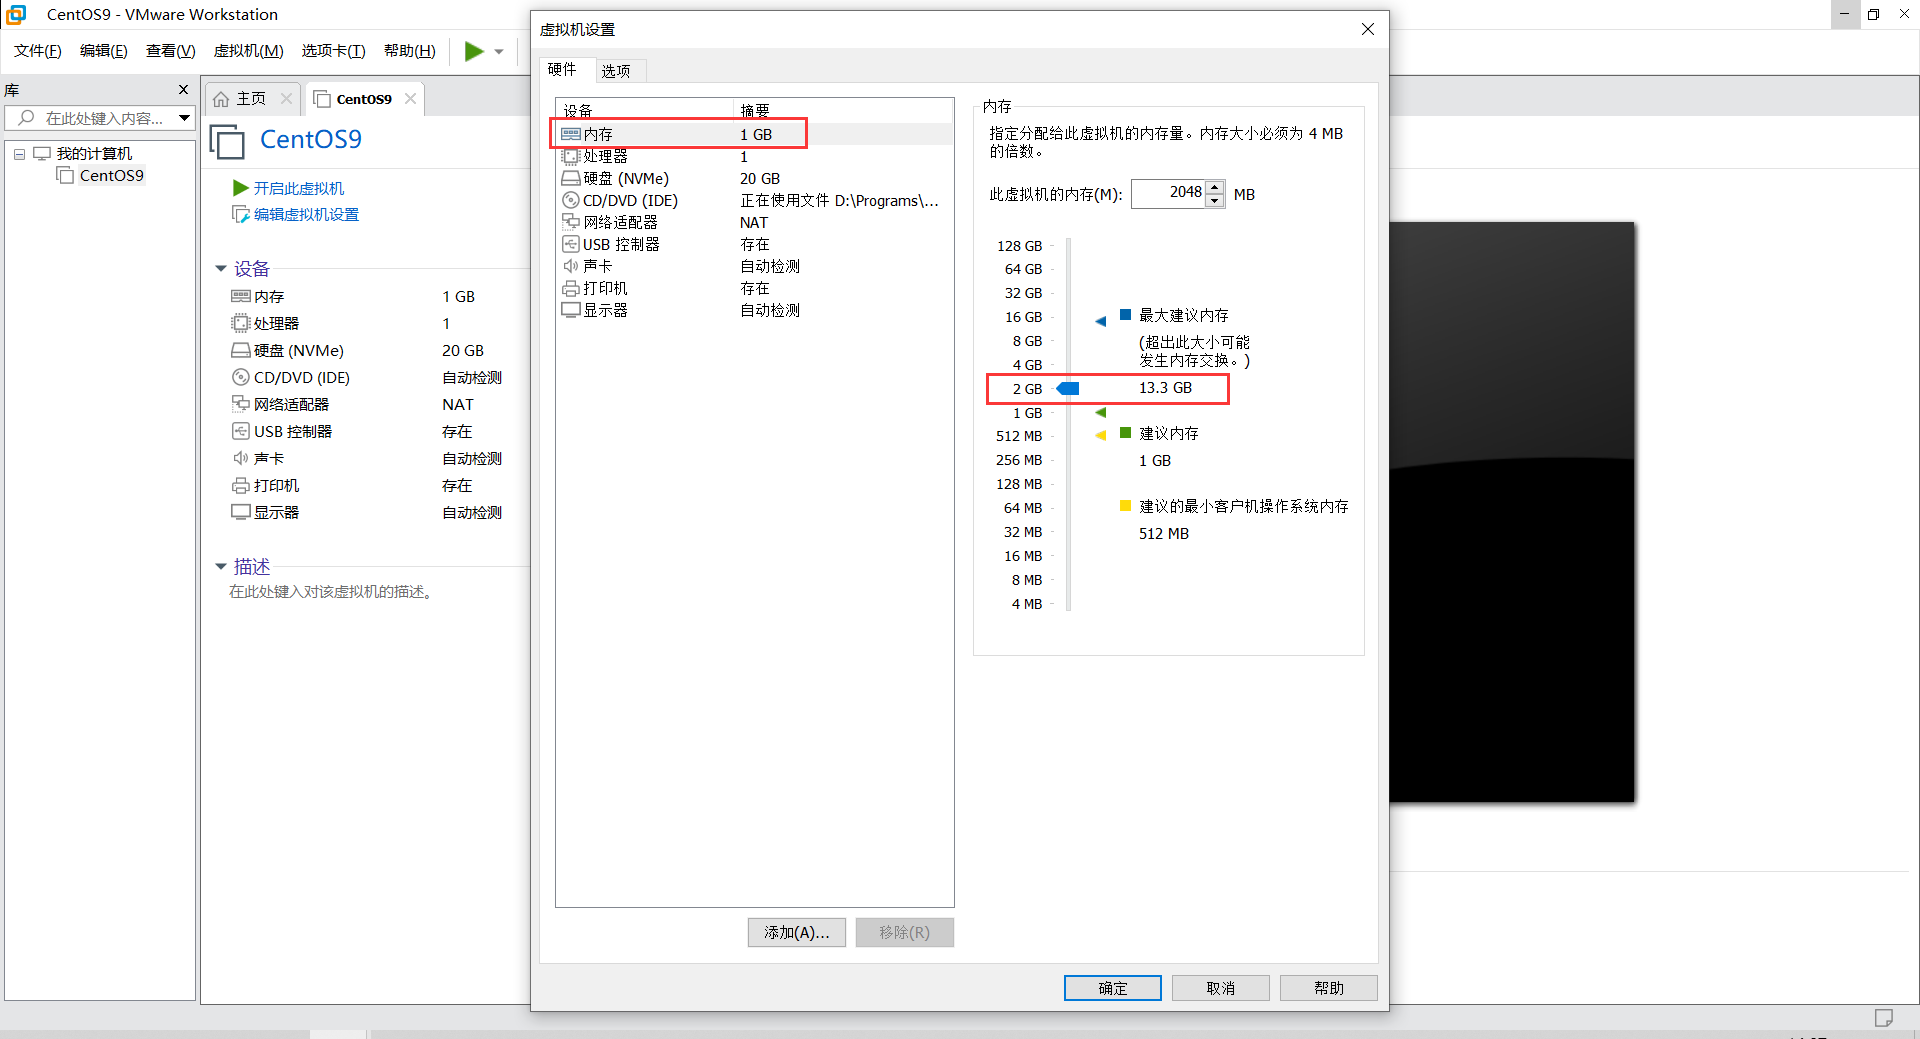 CentOS9 - VMware Workstation
文件(F) 编辑(E) 查看(V) 虚拟机(M) 选项卡(T) 帮助(H)
库
在此处键入内容...
我的计算机
CentOS9
主页
CentOS9
CentOS9
开启此虚拟机
编辑虚拟机设置
设备
内存 1 GB
处理器 1
硬盘 (NVMe) 20 GB
CD/DVD (IDE) 自动检测
网络适配器 NAT
USB 控制器 存在
声卡 自动检测
打印机 存在
显示器 自动检测
描述
在此处键入对该虚拟机的描述。
虚拟机设置
硬件 选项
设备 摘要
内存 1 GB
处理器 1
硬盘 (NVMe) 20 GB
CD/DVD (IDE) 正在使用文件 D:\Programs\...
网络适配器 NAT
USB 控制器 存在
声卡 自动检测
打印机 存在
显示器 自动检测
添加(A)... 移除(R)
内存
指定分配给此虚拟机的内存量。内存大小必须为 4 MB
的倍数。
此虚拟机的内存(M): 2048 MB
128 GB
64 GB
32 GB
16 GB
8 GB
4 GB
2 GB
1 GB
512 MB
256 MB
128 MB
64 MB
32 MB
16 MB
8 MB
4 MB
最大建议内存
(超出此大小可能
发生内存交换。)
13.3 GB
建议内存
1 GB
建议的最小客户机操作系统内存
512 MB
确定 取消 帮助